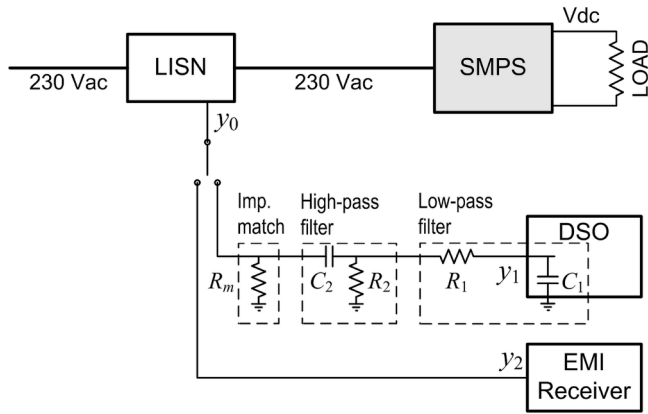 Vdc
LISN
SMPS
LOAD
230 Vac
230 Vac
y0
Imp.
match
High-pass
filter
Low-pass
filter
DSO
Rm
C2
R2
R1
y1
C1
y2
EMI
Receiver